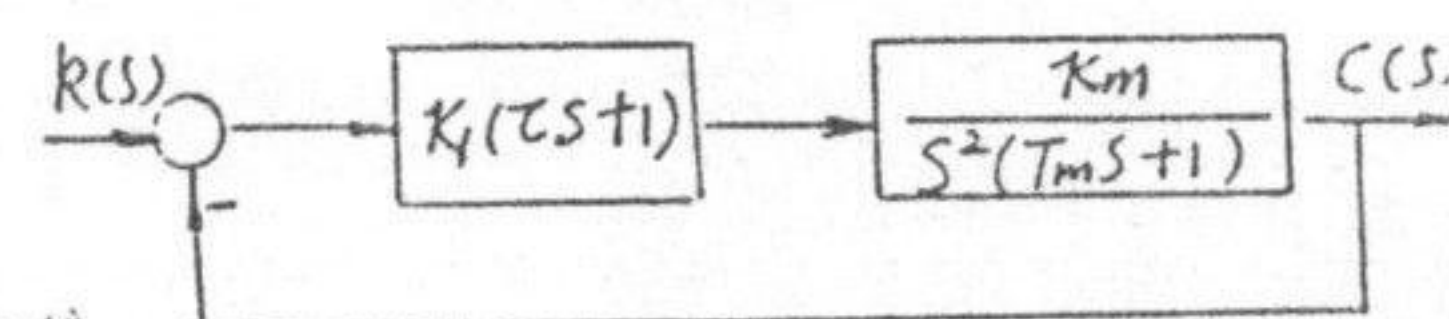 R(S)
K₁(τS+1)
Km
S²(TmS+1)
C(S)
-